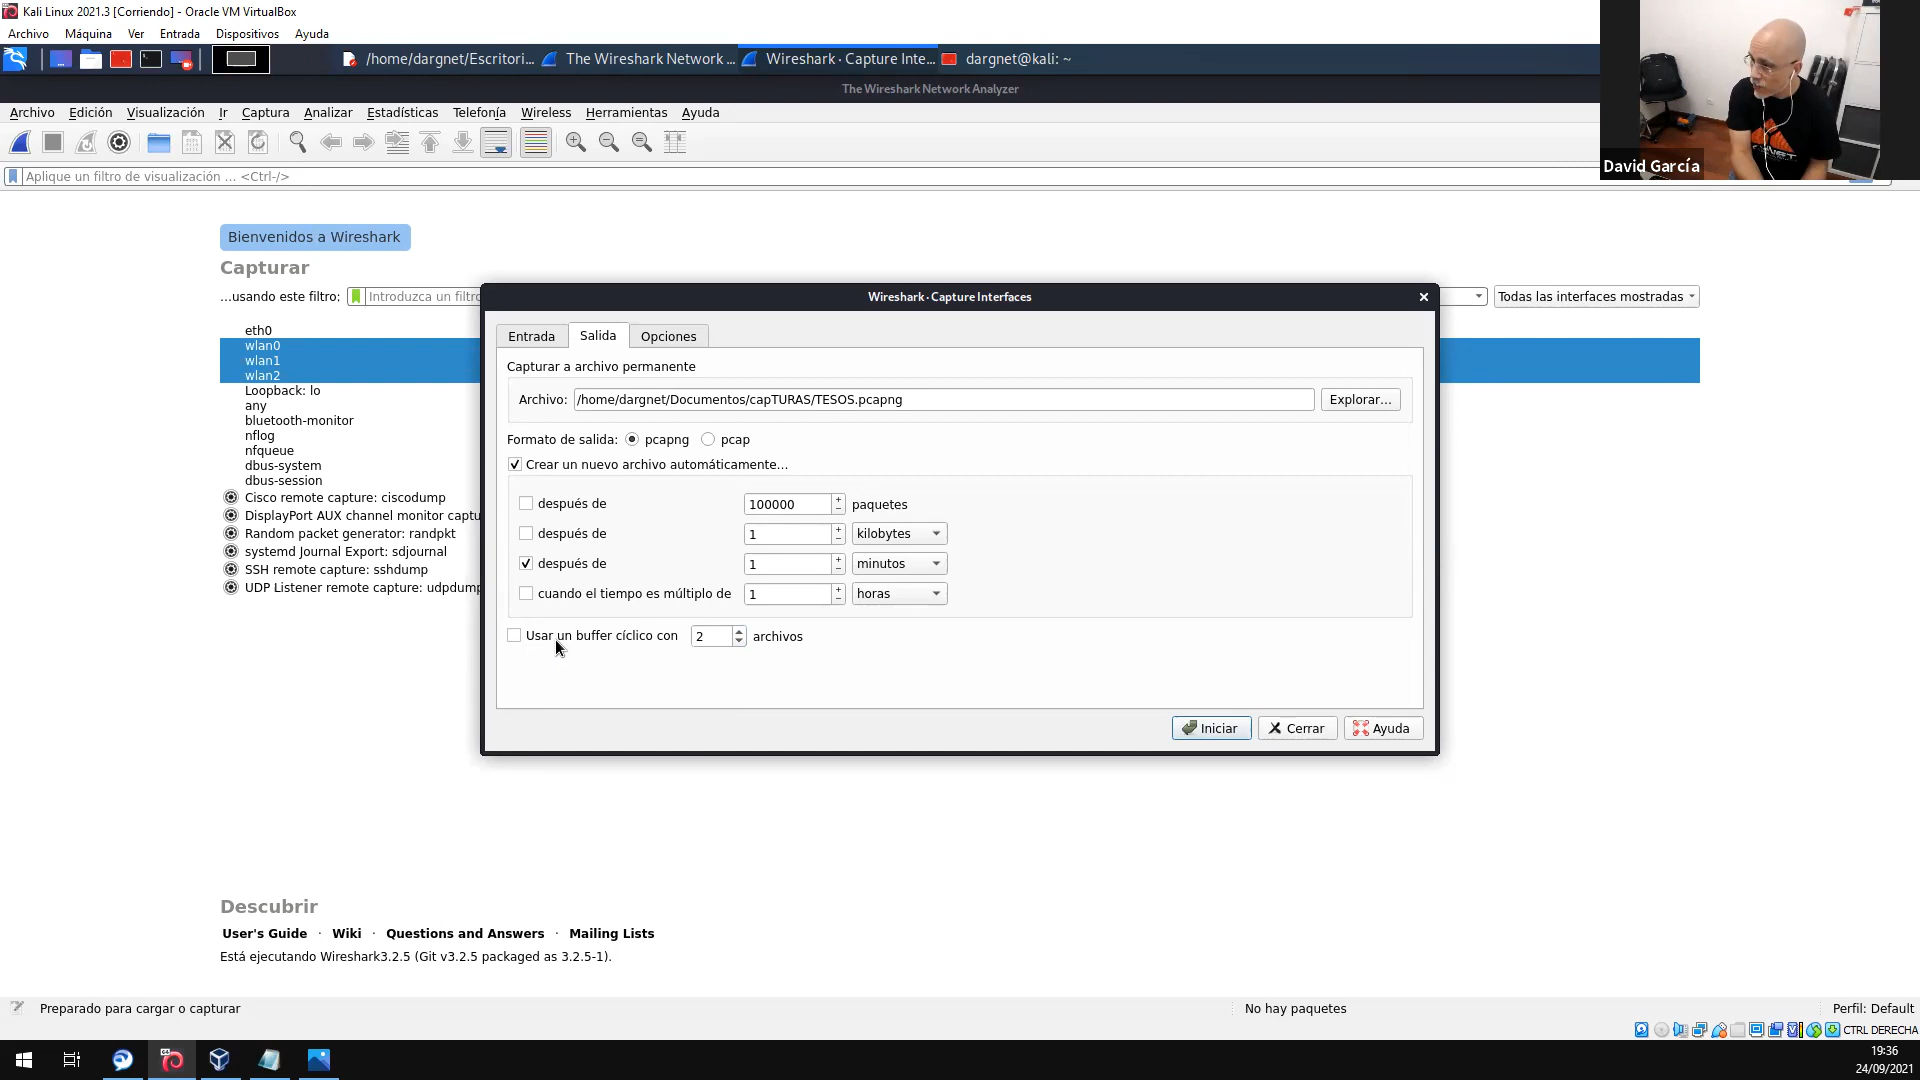 Kali Linux 2021.3 [Corriendo] - Oracle VM VirtualBox
Archivo Máquina Ver Entrada Dispositivos Ayuda
/home/dargnet/Escritori... The Wireshark Network ... Wireshark · Capture Inte... dargnet@kali: ~
The Wireshark Network Analyzer
Archivo Edición Visualización Ir Captura Analizar Estadísticas Telefonía Wireless Herramientas Ayuda
David García
Aplique un filtro de visualización … <Ctrl-/>
Bienvenidos a Wireshark
Capturar
…usando este filtro: Introduzca un filtro Todas las interfaces mostradas
eth0
wlan0
wlan1
wlan2
Loopback: lo
any
bluetooth-monitor
nflog
nfqueue
dbus-system
dbus-session
Cisco remote capture: ciscodump
DisplayPort AUX channel monitor captu
Random packet generator: randpkt
systemd Journal Export: sdjournal
SSH remote capture: sshdump
UDP Listener remote capture: udpdump
Wireshark · Capture Interfaces
Entrada Salida Opciones
Capturar a archivo permanente
Archivo: /home/dargnet/Documentos/capTURAS/TESOS.pcapng Explorar...
Formato de salida: pcapng pcap
Crear un nuevo archivo automáticamente...
después de 100000 paquetes
después de 1 kilobytes
después de 1 minutos
cuando el tiempo es múltiplo de 1 horas
Usar un buffer cíclico con 2 archivos
Iniciar Cerrar Ayuda
Descubrir
User's Guide · Wiki · Questions and Answers · Mailing Lists
Está ejecutando Wireshark3.2.5 (Git v3.2.5 packaged as 3.2.5-1).
Preparado para cargar o capturar No hay paquetes Perfil: Default
CTRL DERECHA
19:36
24/09/2021